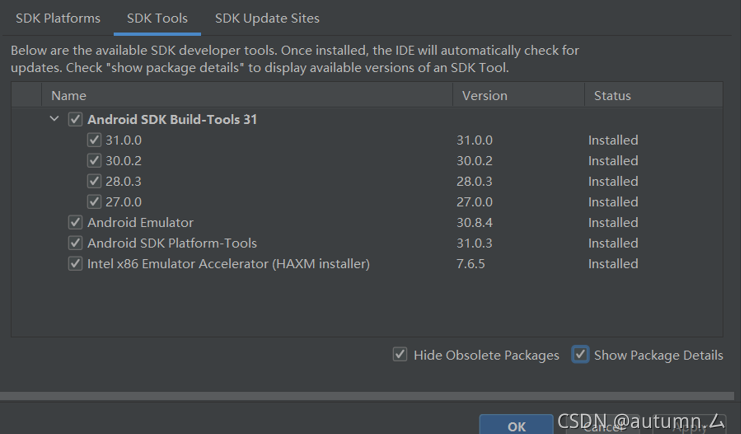 SDK Platforms SDK Tools SDK Update Sites
Below are the available SDK developer tools. Once installed, the IDE will automatically check for
updates. Check "show package details" to display available versions of an SDK Tool.
Name Version Status
Android SDK Build-Tools 31
31.0.0 31.0.0 Installed
30.0.2 30.0.2 Installed
28.0.3 28.0.3 Installed
27.0.0 27.0.0 Installed
Android Emulator 30.8.4 Installed
Android SDK Platform-Tools 31.0.3 Installed
Intel x86 Emulator Accelerator (HAXM installer) 7.6.5 Installed
Hide Obsolete Packages Show Package Details
OK Cancel Apply
CSDN @autumn.厶